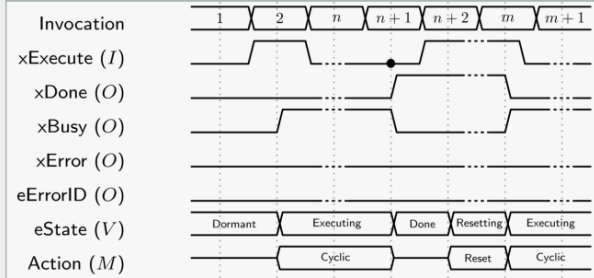 Invocation 1 2 n n + 1 n + 2 m m + 1
xExecute (I)
xDone (O)
xBusy (O)
xError (O)
eErrorID (O)
eState (V) Dormant Executing Done Resetting Executing
Action (M) Cyclic Reset Cyclic